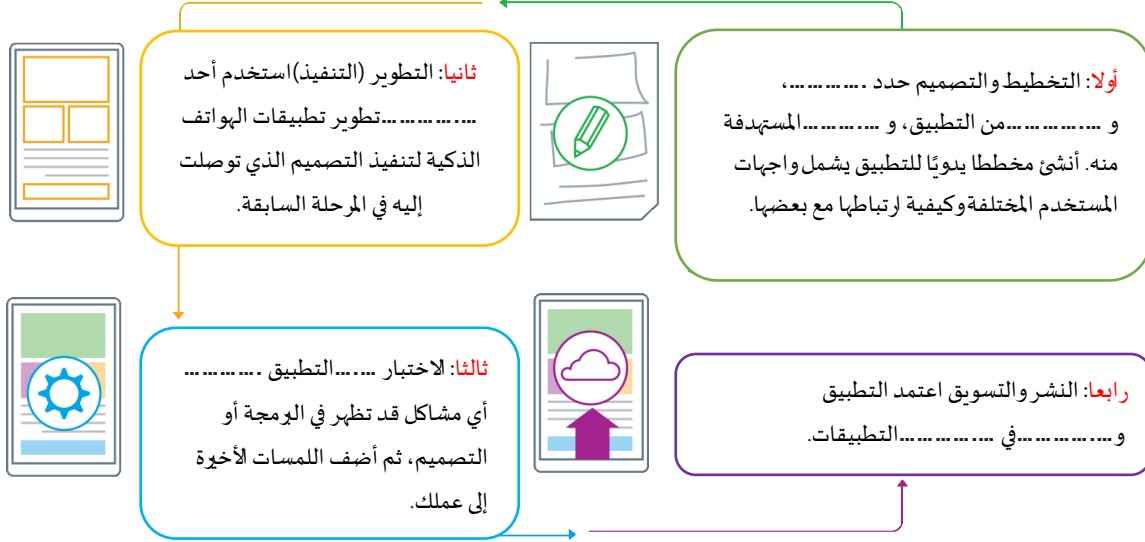 أولا: التخطيط والتصميم حدد ..............،
و ................من التطبيق، و ..............المستهدفة
منه. أنشئ مخططا يدويًا للتطبيق يشمل واجهات
المستخدم المختلفة وكيفية ارتباطها مع بعضها.
ثانيا: التطوير (التنفيذ)استخدم أحد
.................تطوير تطبيقات الهواتف
الذكية لتنفيذ التصميم الذي توصلت
إليه في المرحلة السابقة.
ثالثا: لاختبار .......التطبيق ..............
أي مشاكل قد تظهر في البرمجة أو
التصميم، ثم أضف اللمسات الأخيرة
إلى عملك.
رابعا: النشر والتسويق اعتمد التطبيق
و.................في .................التطبيقات.